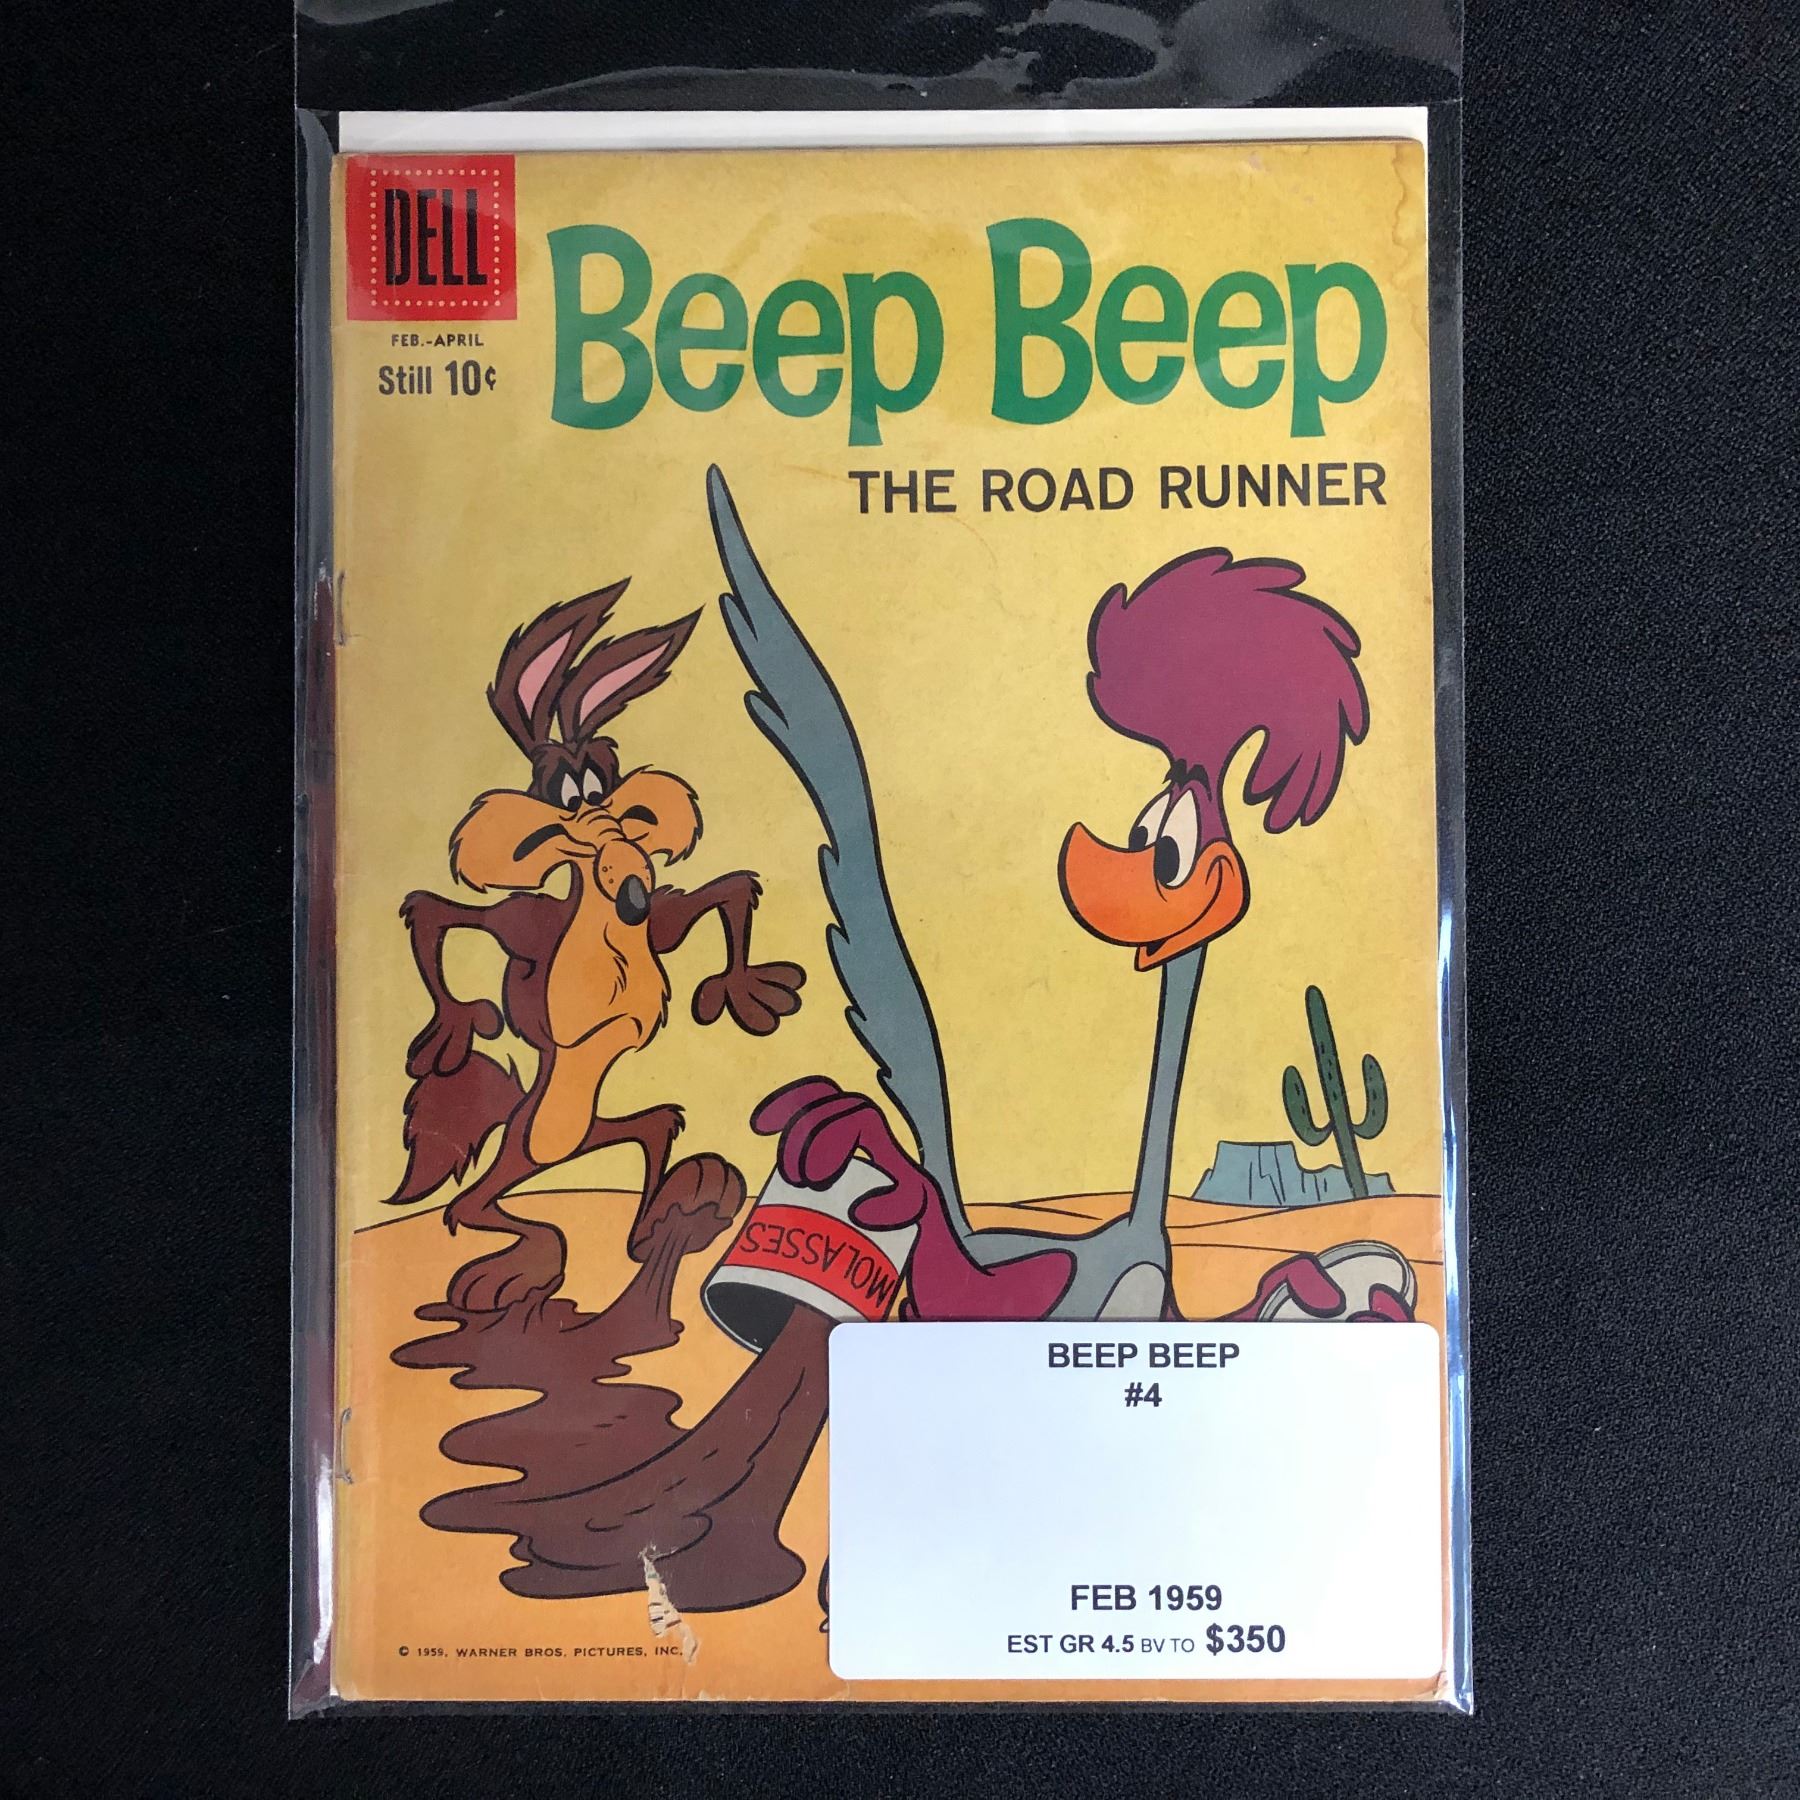 DELL
FEB.-APRIL
Still 10¢
Beep Beep
THE ROAD RUNNER
MOLASSES
BEEP BEEP
#4
FEB 1959
EST GR 4.5 BV TO $350
© 1959, WARNER BROS. PICTURES, INC.